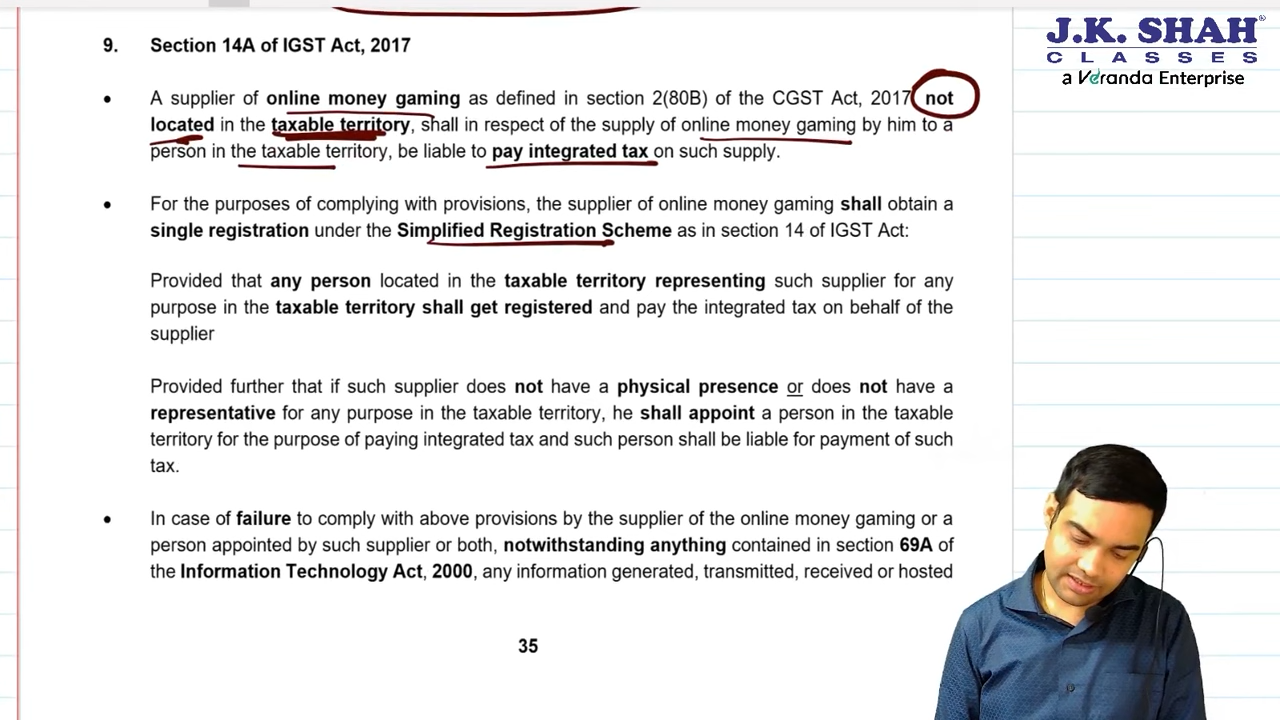 J.K. SHAH®
CLASSES
a Veranda Enterprise
9. Section 14A of IGST Act, 2017
• A supplier of online money gaming as defined in section 2(80B) of the CGST Act, 2017 not
located in the taxable territory, shall in respect of the supply of online money gaming by him to a
person in the taxable territory, be liable to pay integrated tax on such supply.
• For the purposes of complying with provisions, the supplier of online money gaming shall obtain a
single registration under the Simplified Registration Scheme as in section 14 of IGST Act:
Provided that any person located in the taxable territory representing such supplier for any
purpose in the taxable territory shall get registered and pay the integrated tax on behalf of the
supplier
Provided further that if such supplier does not have a physical presence or does not have a
representative for any purpose in the taxable territory, he shall appoint a person in the taxable
territory for the purpose of paying integrated tax and such person shall be liable for payment of such
tax.
• In case of failure to comply with above provisions by the supplier of the online money gaming or a
person appointed by such supplier or both, notwithstanding anything contained in section 69A of
the Information Technology Act, 2000, any information generated, transmitted, received or hosted
35